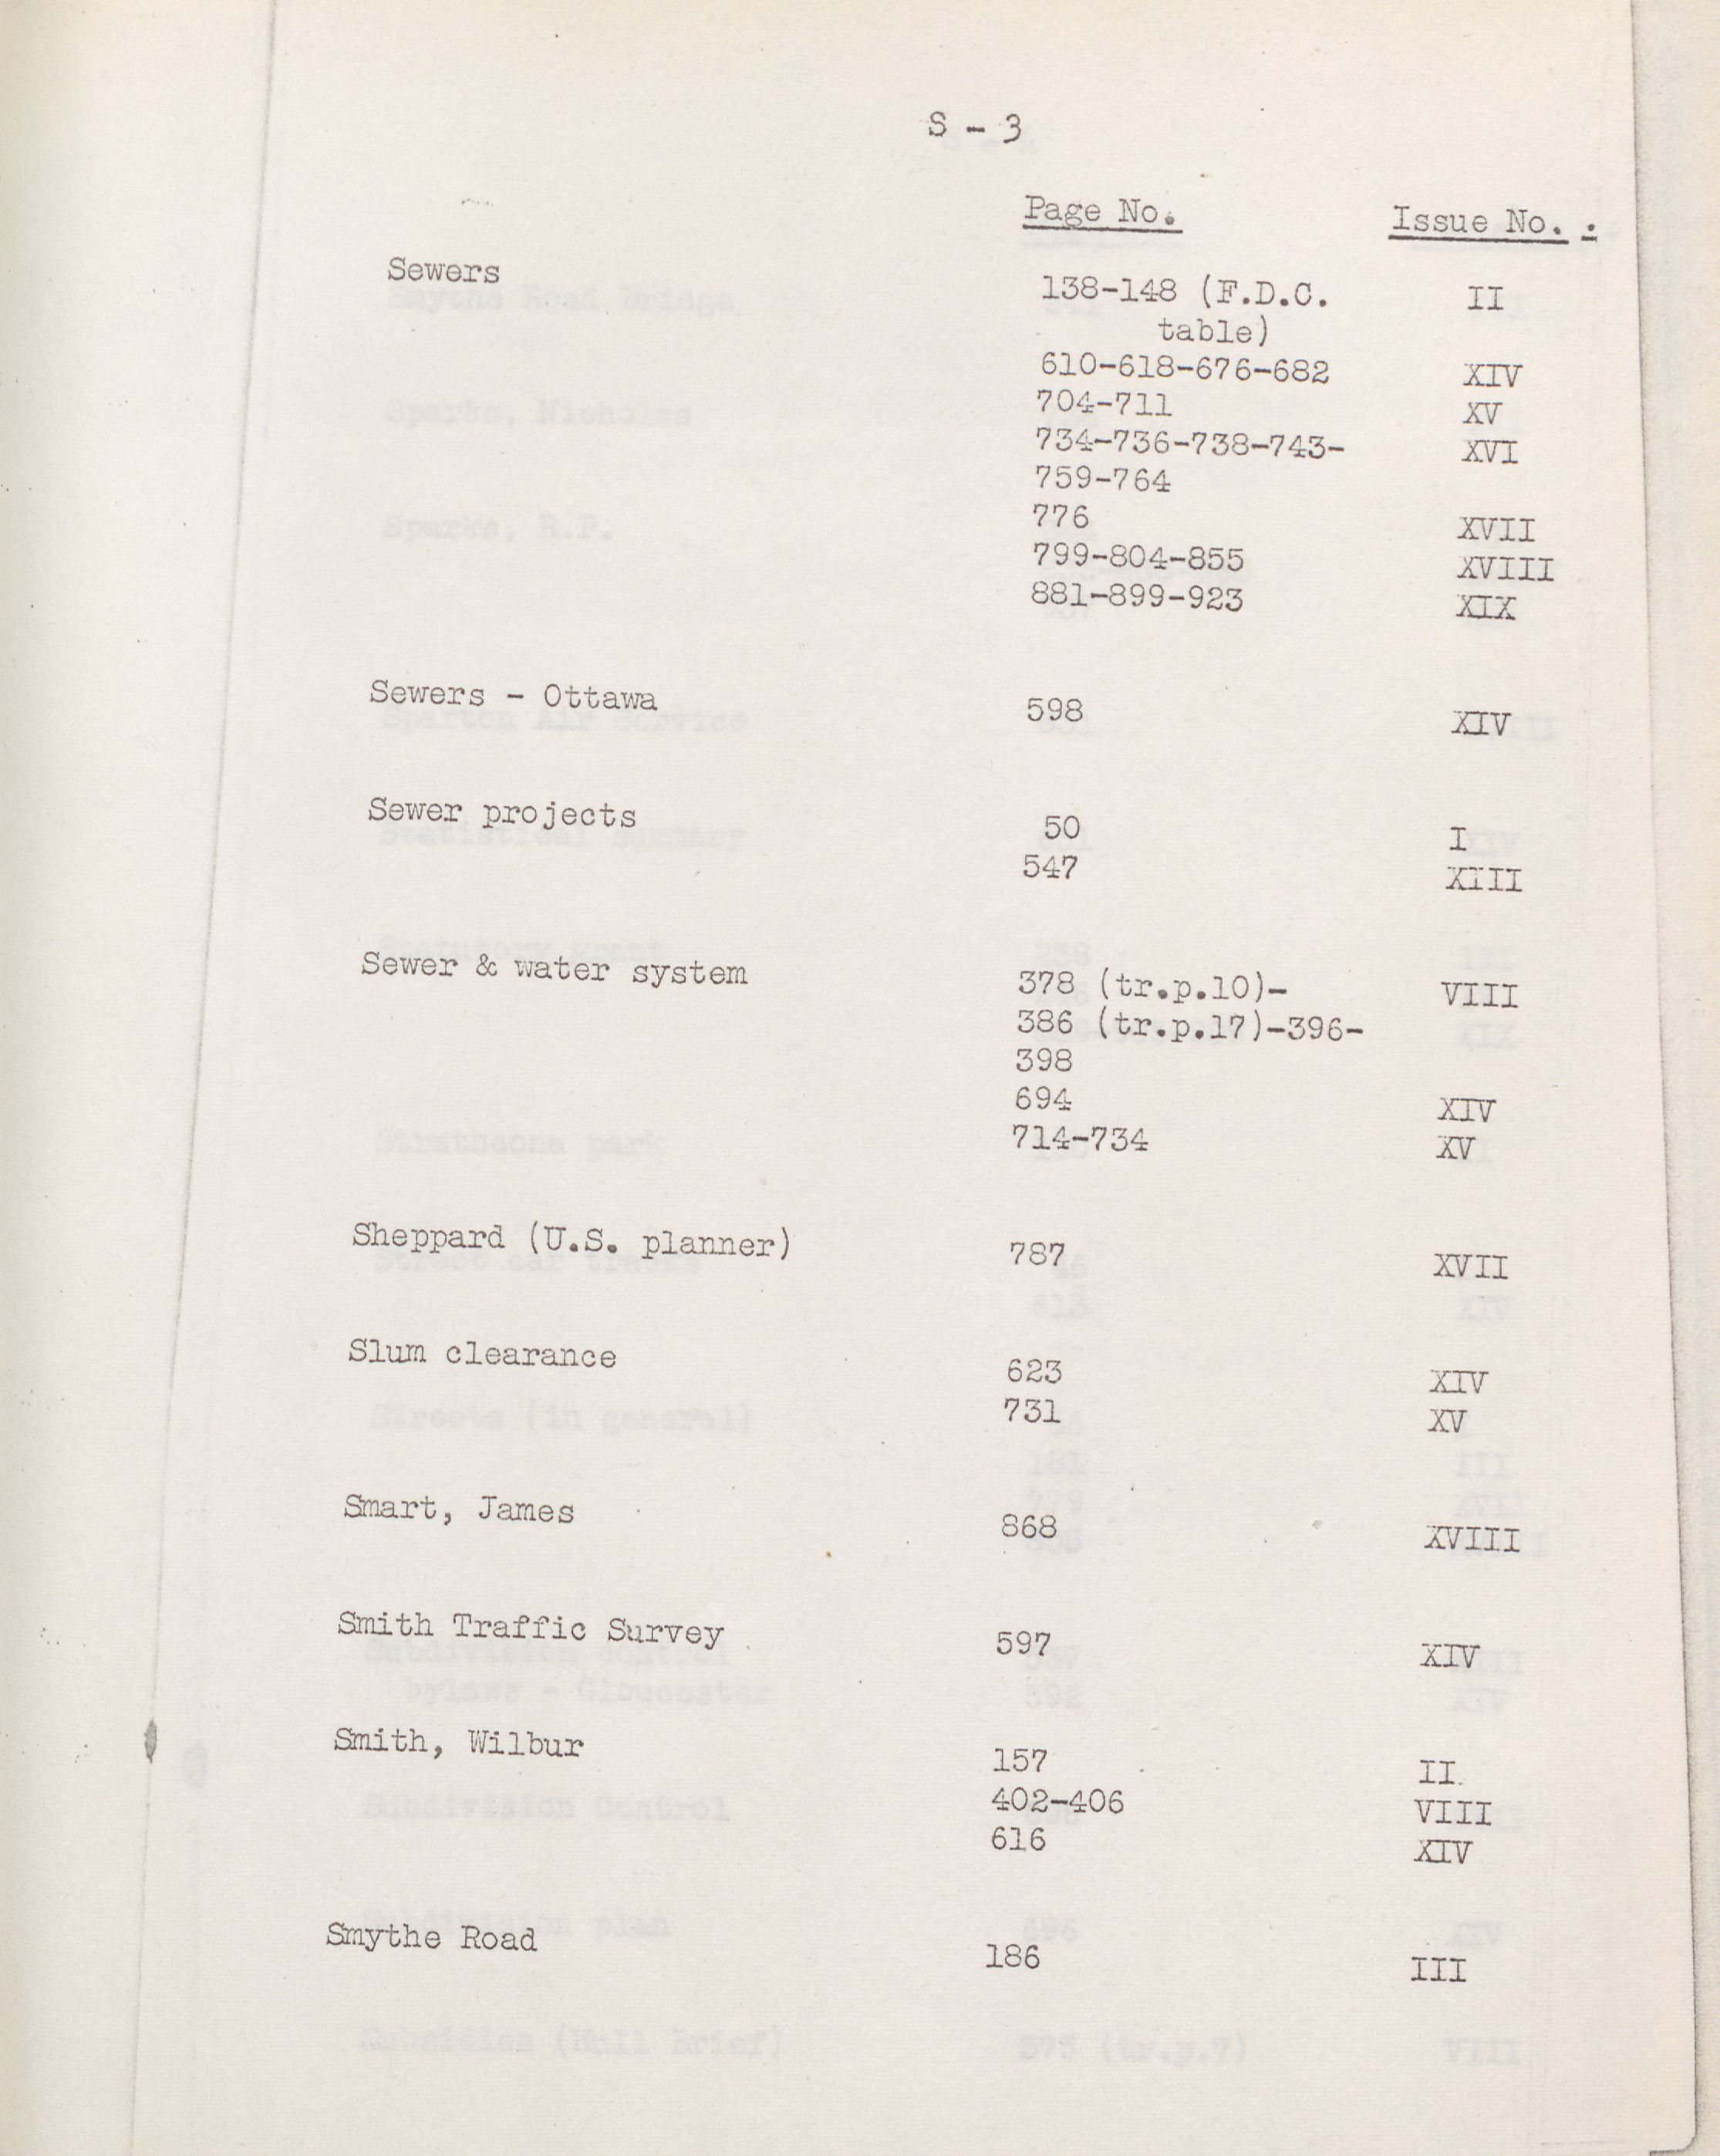 S - 3
Page No. Issue No. .
Sewers 138-148 (F.D.C. II
table)
610-618-676-682 XIV
704-711 XV
734-736-738-743- XVI
759-764
776 XVII
799-804-855 XVIII
881-899-923 XIX
Sewers - Ottawa 598 XIV
Sewer projects 50 I
547 XIII
Sewer & water system 378 (tr.p.10)- VIII
386 (tr.p.17)-396-
398
694 XIV
714-734 XV
Sheppard (U.S. planner) 787 XVII
Slum clearance 623 XIV
731 XV
Smart, James 868 XVIII
Smith Traffic Survey 597 XIV
Smith, Wilbur 157 II
402-406 VIII
616 XIV
Smythe Road 186 III